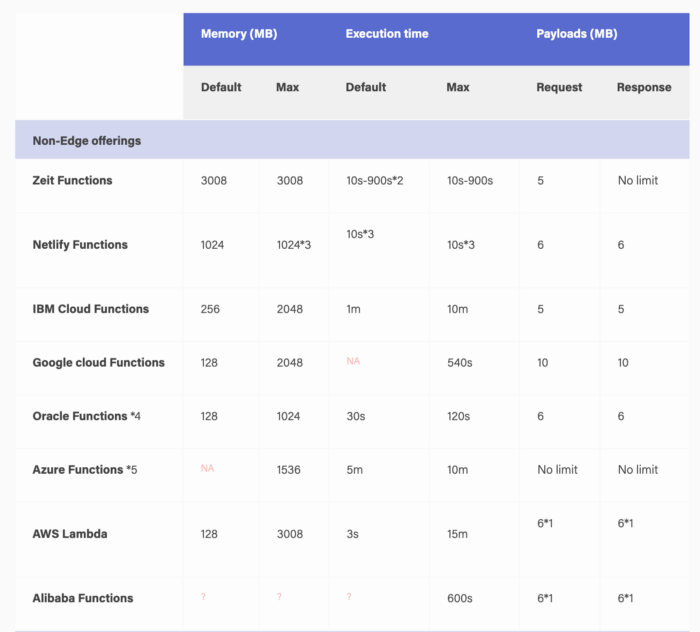 Memory (MB) Execution time Payloads (MB)
Default Max Default Max Request Response
Non-Edge offerings
Zeit Functions 3008 3008 10s-900s*2 10s-900s 5 No limit
Netlify Functions 1024 1024*3 10s*3 10s*3 6 6
IBM Cloud Functions 256 2048 1m 10m 5 5
Google cloud Functions 128 2048 NA 540s 10 10
Oracle Functions *4 128 1024 30s 120s 6 6
Azure Functions *5 NA 1536 5m 10m No limit No limit
AWS Lambda 128 3008 3s 15m 6*1 6*1
Alibaba Functions ? ? ? 600s 6*1 6*1